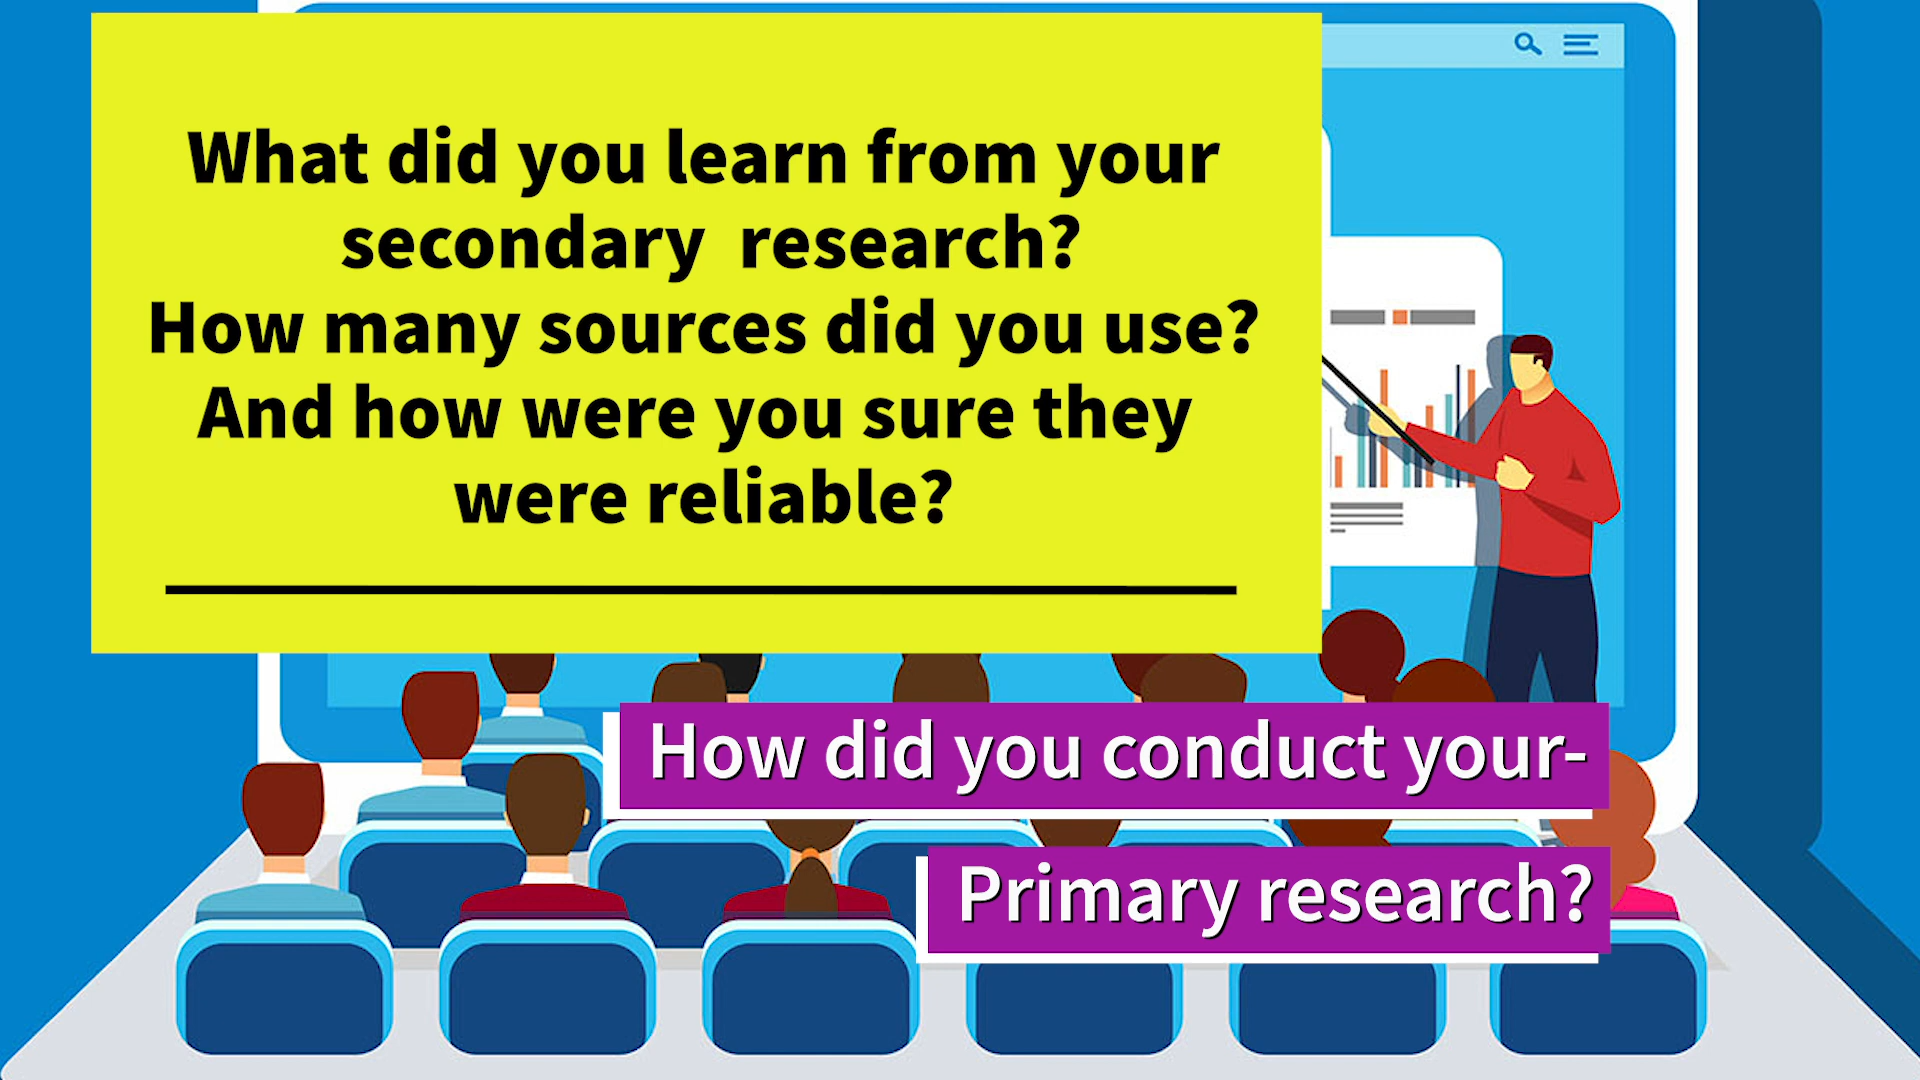 What did you learn from your
secondary  research?
How many sources did you use?
And how were you sure they
were reliable?
How did you conduct your-
Primary research?